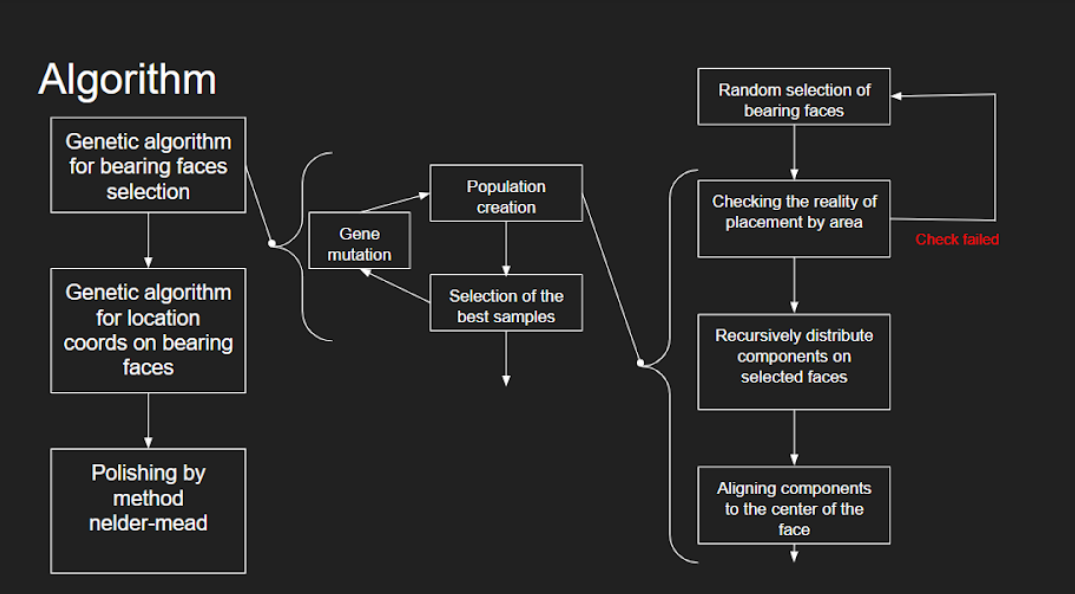 Algorithm
Genetic algorithm
for bearing faces
selection
Genetic algorithm
for location
coords on bearing
faces
Polishing by
method
nelder-mead
Gene
mutation
Population
creation
Selection of the
best samples
Random selection of
bearing faces
Checking the reality of
placement by area
Check failed
Recursively distribute
components on
selected faces
Aligning components
to the center of the
face